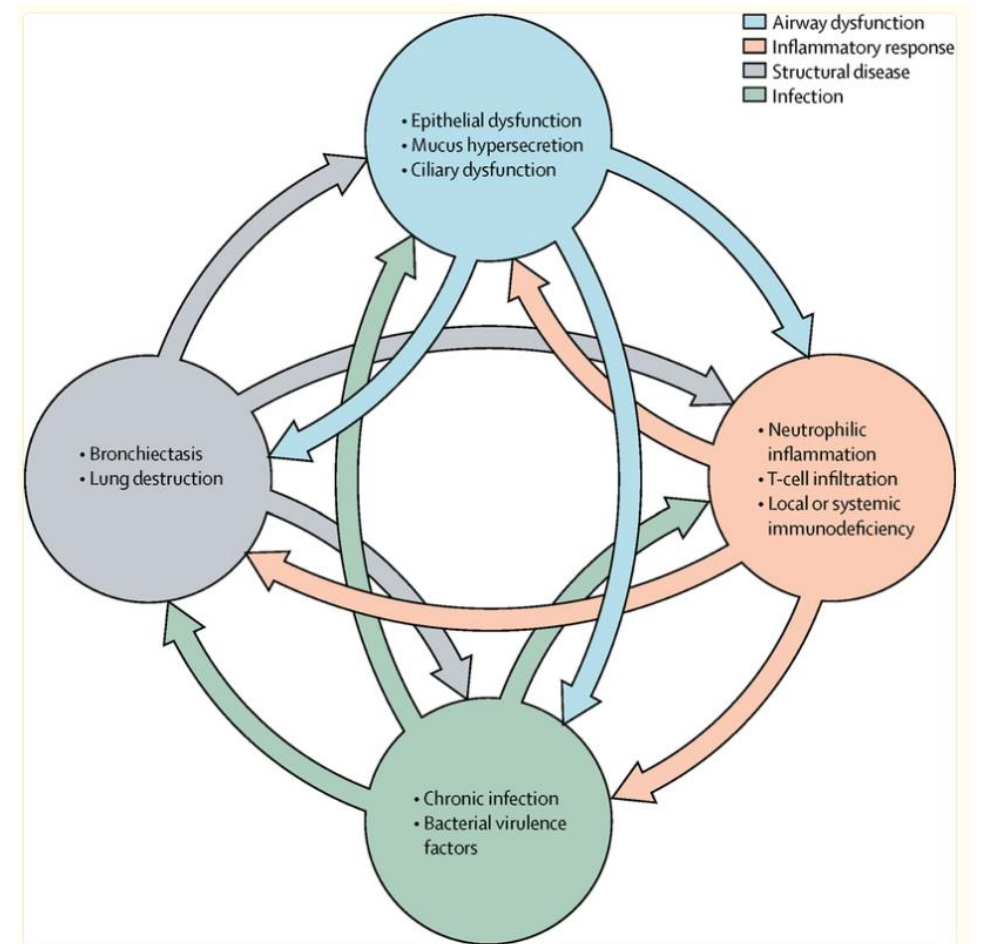 Airway dysfunction
Inflammatory response
Structural disease
Infection
• Epithelial dysfunction
• Mucus hypersecretion
• Ciliary dysfunction
• Bronchiectasis
• Lung destruction
• Neutrophilic
inflammation
• T-cell infiltration
• Local or systemic
immunodeficiency
• Chronic infection
• Bacterial virulence
factors